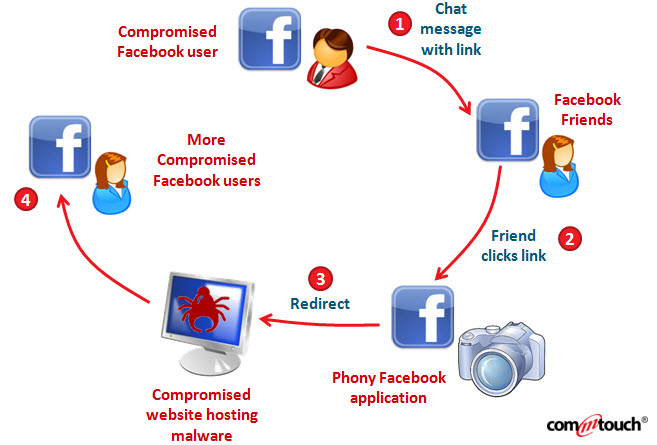 Compromised
Facebook user
1
Chat
message
with link
Facebook
Friends
2
Friend
clicks link
Phony Facebook
application
3
Redirect
Compromised
website hosting
malware
4
More
Compromised
Facebook users
f
f
f
f
commtouch®